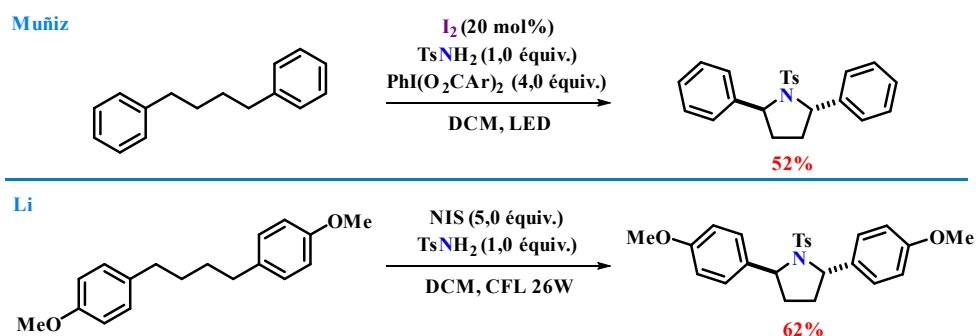 Muñiz
I2 (20 mol%)
TsNH2 (1,0 équiv.)
PhI(O2CAr)2 (4,0 équiv.)
DCM, LED
Ts
N
52%
Li
OMe
MeO
NIS (5,0 équiv.)
TsNH2 (1,0 équiv.)
DCM, CFL 26W
MeO
Ts
N
OMe
62%